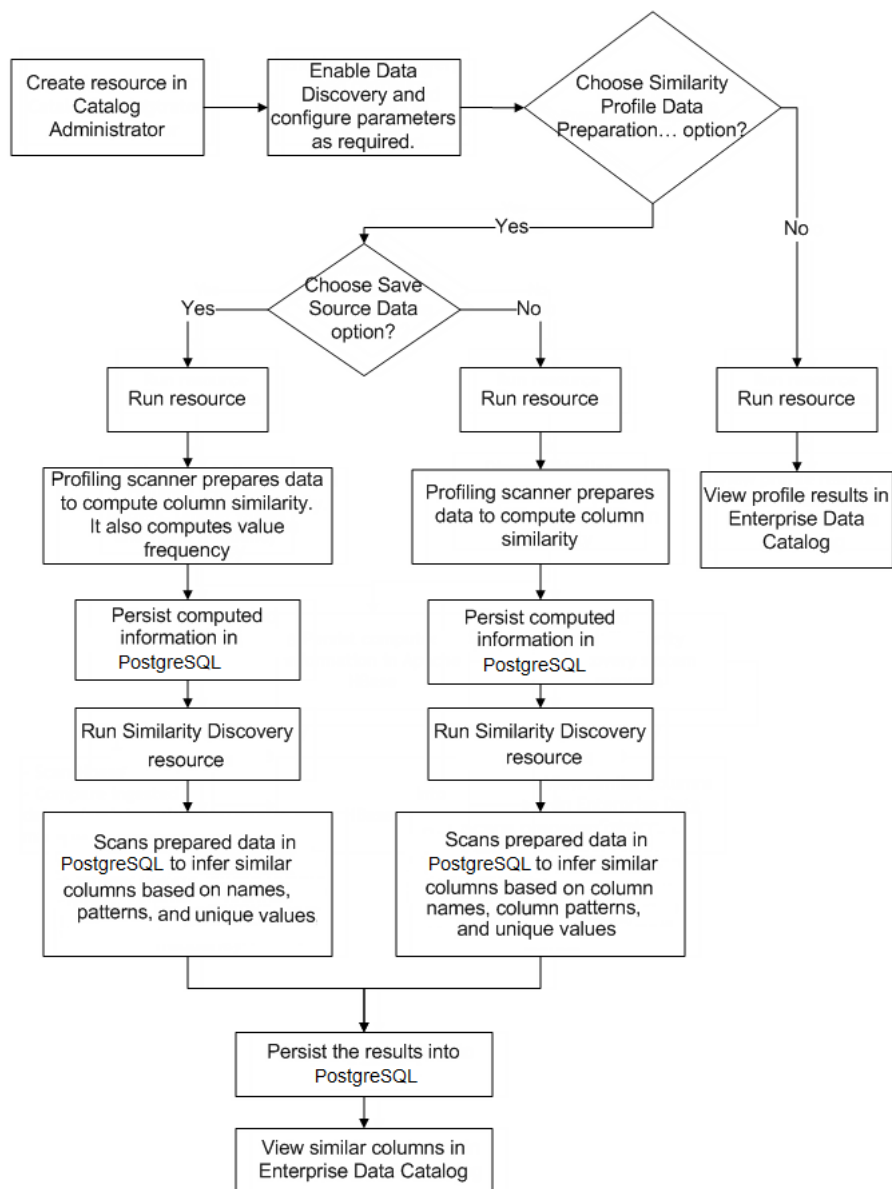 Create resource in
Catalog
Administrator
Enable Data
Discovery and
configure parameters
as required.
Choose Similarity
Profile Data
Preparation... option?
Yes
No
Choose Save
Source Data
option?
Yes
No
Run resource
Run resource
Run resource
Profiling scanner prepares data
to compute column similarity.
It also computes value
frequency
Profiling scanner prepares
data to compute column
similarity
View profile results in
Enterprise Data
Catalog
Persist computed
information in
PostgreSQL
Persist computed
information in
PostgreSQL
Run Similarity Discovery
resource
Run Similarity Discovery
resource
Scans prepared data in
PostgreSQL to infer similar
columns based on names,
patterns, and unique values
Scans prepared data in
PostgreSQL to infer similar
columns based on column
names, column patterns,
and unique values
Persist the results into
PostgreSQL
View similar columns in
Enterprise Data Catalog